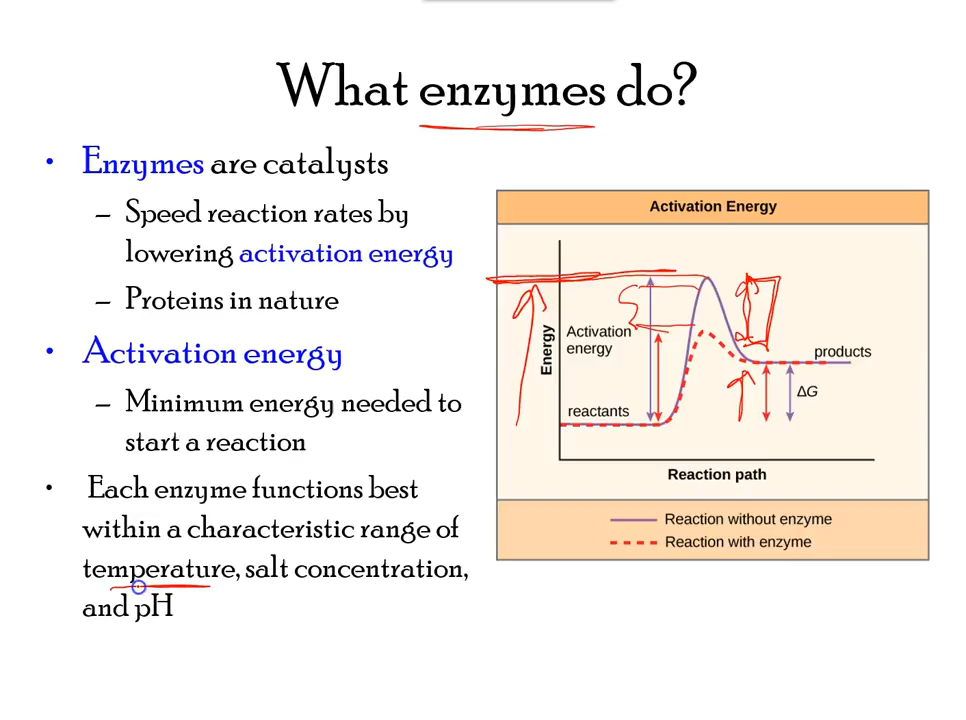 What enzymes do?
• Enzymes are catalysts
– Speed reaction rates by
lowering activation energy
– Proteins in nature
• Activation energy
– Minimum energy needed to
start a reaction
• Each enzyme functions best
within a characteristic range of
temperature, salt concentration,
and pH
Activation Energy
Energy
Activation
energy
reactants
products
ΔG
Reaction path
Reaction without enzyme
Reaction with enzyme